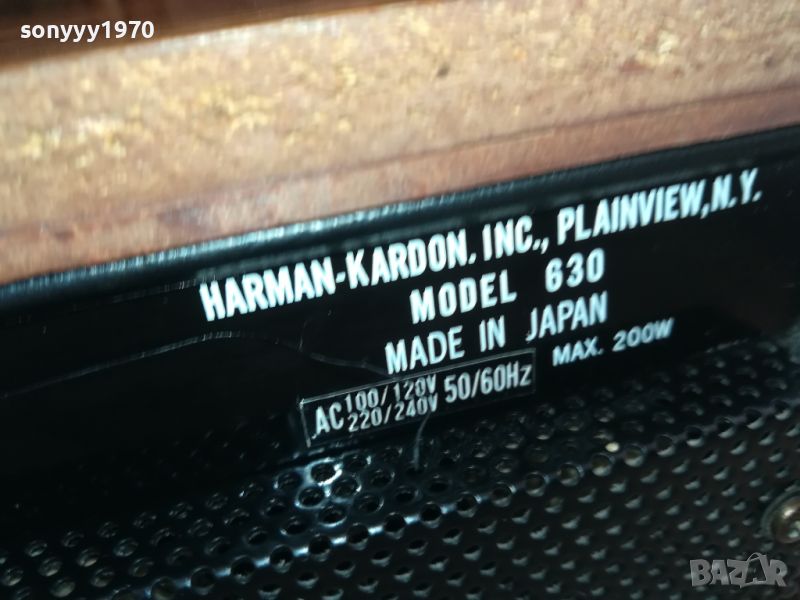 sonyyy1970
HARMAN-KARDON. INC., PLAINVIEW, N.Y.
MODEL 630
MADE IN JAPAN
MAX. 200W
AC 100/120V 220/240V 50/60Hz
BAZAR